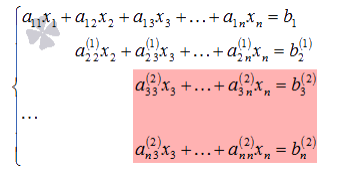 a₁₁x₁ + a₁₂x₂ + a₁₃x₃ + … + a₁ₙxₙ = b₁
a₂₂⁽¹⁾x₂ + a₂₃⁽¹⁾x₃ + … + a₂ₙ⁽¹⁾xₙ = b₂⁽¹⁾
a₃₃⁽²⁾x₃ + … + a₃ₙ⁽²⁾xₙ = b₃⁽²⁾
…
aₙ₃⁽²⁾x₃ + … + aₙₙ⁽²⁾xₙ = bₙ⁽²⁾